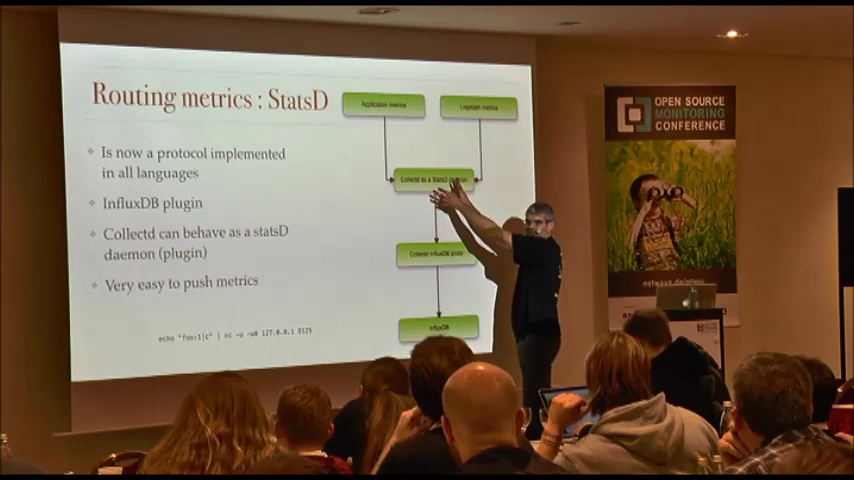 Routing metrics : StatsD
Is now a protocol implemented
in all languages
InfluxDB plugin
Collectd can behave as a statsD
daemon (plugin)
Very easy to push metrics
echo "foo:1|c" | nc -u -w0 127.0.0.1 8125
Application metrics
Logstash metrics
Collectd as a StatsD
Collectd InfluxDB proxy
InfluxDB
OPEN SOURCE
MONITORING
CONFERENCE